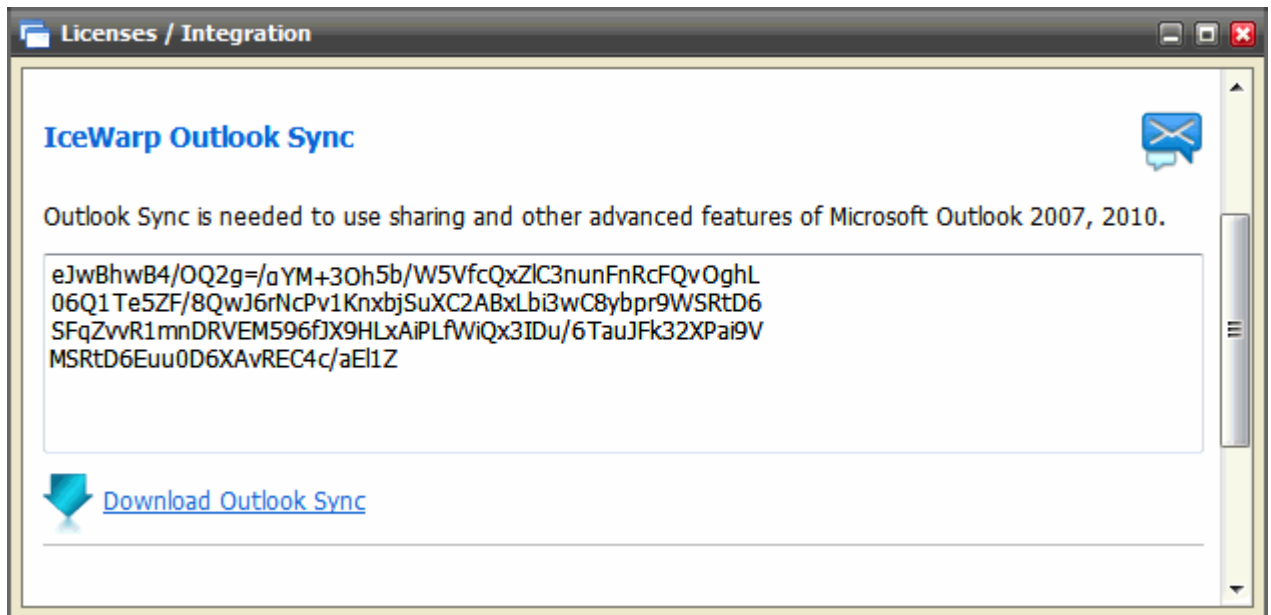 Licenses / Integration
IceWarp Outlook Sync
Outlook Sync is needed to use sharing and other advanced features of Microsoft Outlook 2007, 2010.
eJwBhwB4/OQ2g=/aYM+3Oh5b/W5VfcQxZlC3nunFnRcFQvOghL
06Q1Te5ZF/8QwJ6rNcPv1KnxbjSuXC2ABxLbi3wC8ybpr9WSRtD6
SFqZvvR1mnDRVEM596fJX9HLxAiPLfWiQx3IDu/6TauJFk32XPai9V
MSRtD6Euu0D6XAvREC4c/aEl1Z
Download Outlook Sync